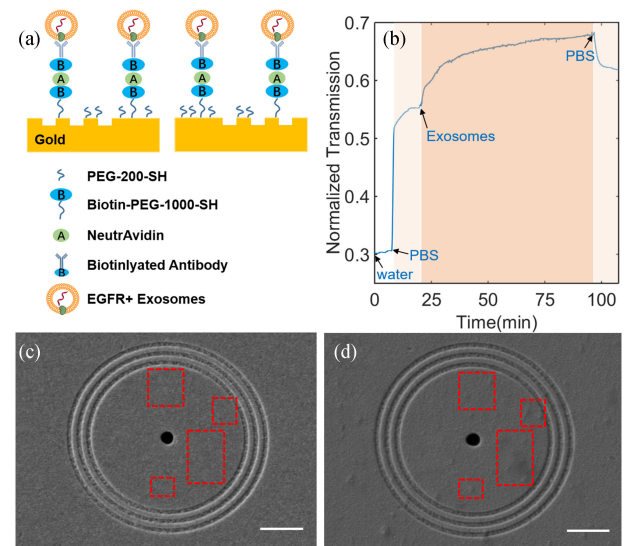 (a)
B
B
B
B
A
A
A
A
B
B
B
B
Gold
PEG-200-SH
B
Biotin-PEG-1000-SH
A
NeutrAvidin
B
Biotinlyated Antibody
EGFR+ Exosomes
(b)
Normalized Transmission
0.7
0.6
0.5
0.4
0.3
PBS
Exosomes
PBS
water
0
25
50
75
100
Time(min)
(c)
(d)